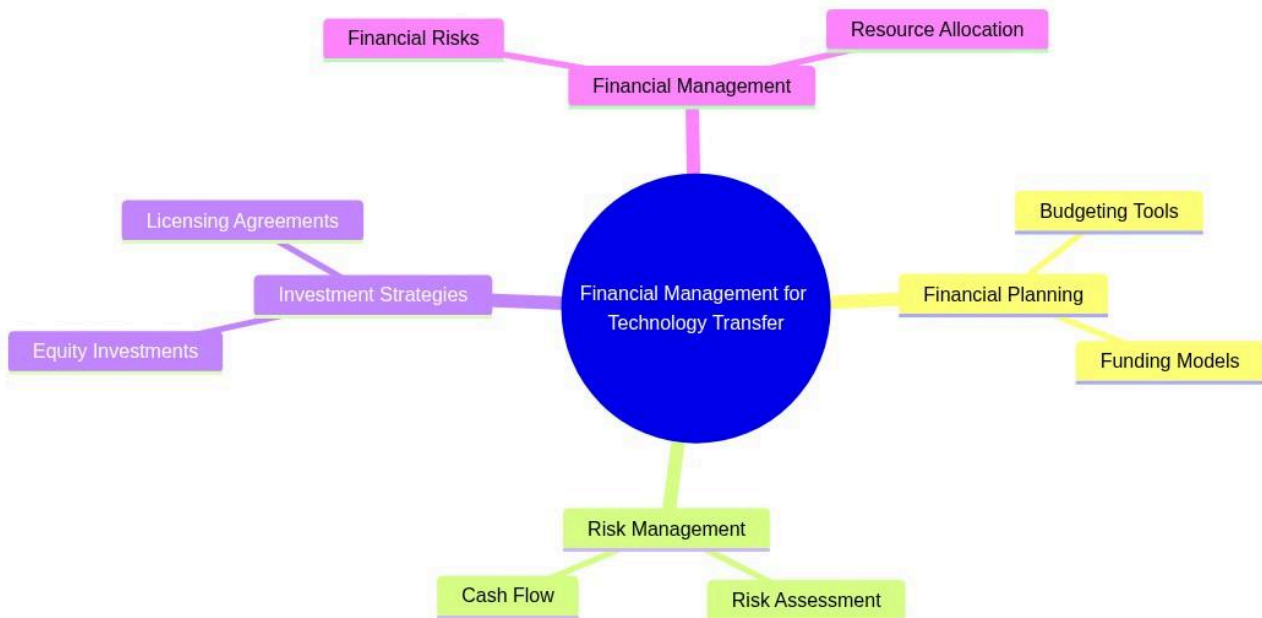 Financial Risks
Resource Allocation
Financial Management
Licensing Agreements
Budgeting Tools
Investment Strategies
Financial Management for
Technology Transfer
Financial Planning
Equity Investments
Funding Models
Risk Management
Cash Flow
Risk Assessment